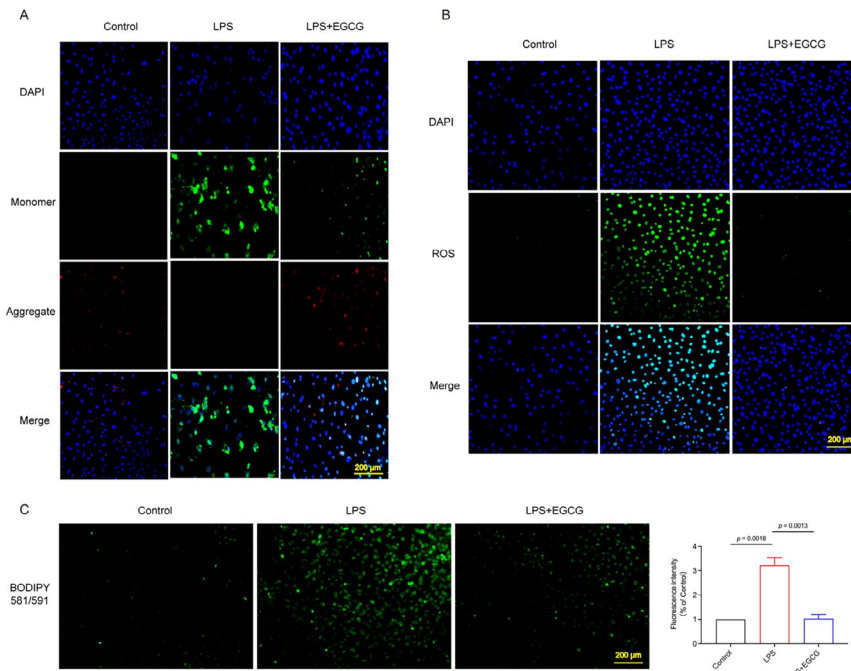 A
Control LPS LPS+EGCG
DAPI
Monomer
Aggregate
Merge
200 µm
B
Control LPS LPS+EGCG
DAPI
ROS
Merge
200 µm
C
Control LPS LPS+EGCG
BODIPY
581/591
200 µm
p = 0.0018
p = 0.0013
Fluorescence intensity
(% of Control)
4
3
2
1
0
Control
LPS
+EGCG